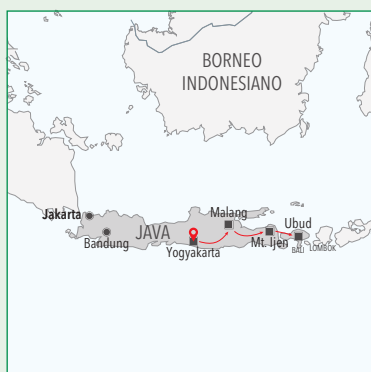 BORNEO
INDONESIANO
Jakarta
Bandung
JAVA
Yogyakarta
Malang
Mt. Ijen
Ubud
BALI
LOMBOK